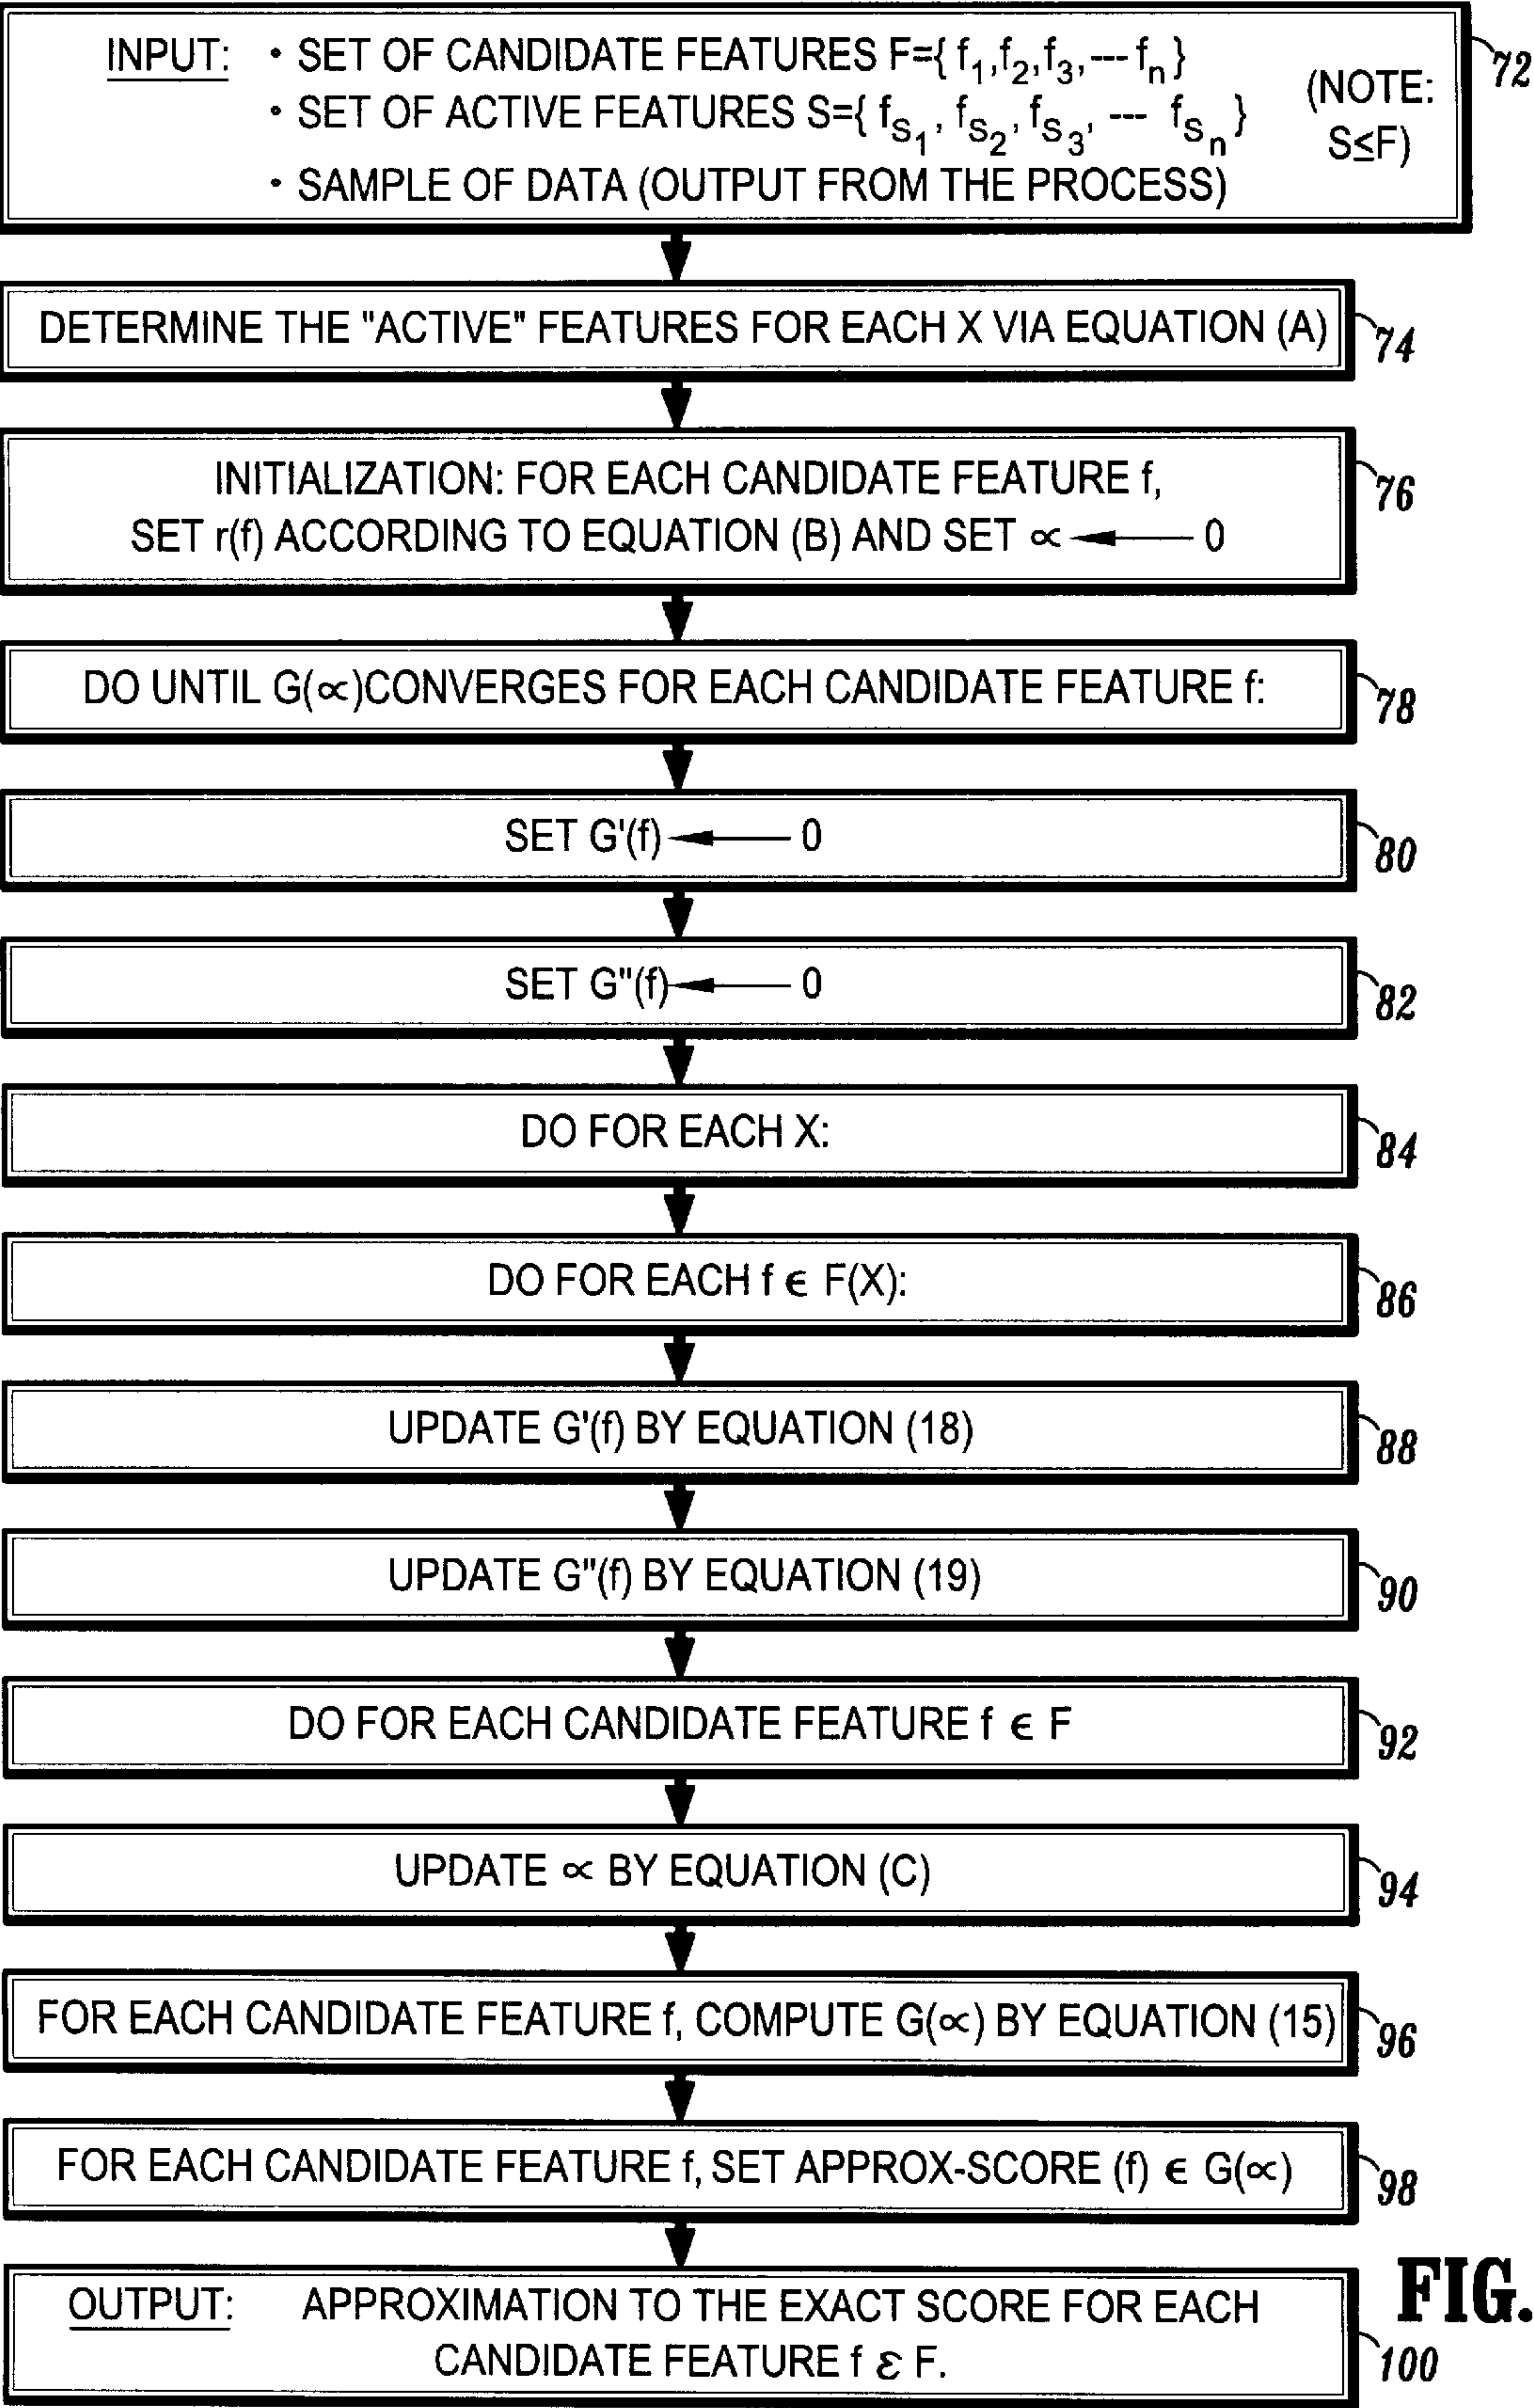 INPUT: • SET OF CANDIDATE FEATURES F={ f1,f2,f3,---fn }
• SET OF ACTIVE FEATURES S={ fS1, fS2, fS3, --- fSn }
(NOTE:
S≤F)
• SAMPLE OF DATA (OUTPUT FROM THE PROCESS)
72
DETERMINE THE "ACTIVE" FEATURES FOR EACH X VIA EQUATION (A)
74
INITIALIZATION: FOR EACH CANDIDATE FEATURE f,
SET r(f) ACCORDING TO EQUATION (B) AND SET ∝ ← 0
76
DO UNTIL G(∝)CONVERGES FOR EACH CANDIDATE FEATURE f:
78
SET G'(f) ← 0
80
SET G"(f) ← 0
82
DO FOR EACH X:
84
DO FOR EACH f ϵ F(X):
86
UPDATE G'(f) BY EQUATION (18)
88
UPDATE G"(f) BY EQUATION (19)
90
DO FOR EACH CANDIDATE FEATURE f ϵ F
92
UPDATE ∝ BY EQUATION (C)
94
FOR EACH CANDIDATE FEATURE f, COMPUTE G(∝) BY EQUATION (15)
96
FOR EACH CANDIDATE FEATURE f, SET APPROX-SCORE (f) ϵ G(∝)
98
OUTPUT: APPROXIMATION TO THE EXACT SCORE FOR EACH
CANDIDATE FEATURE f ε F.
100
FIG.